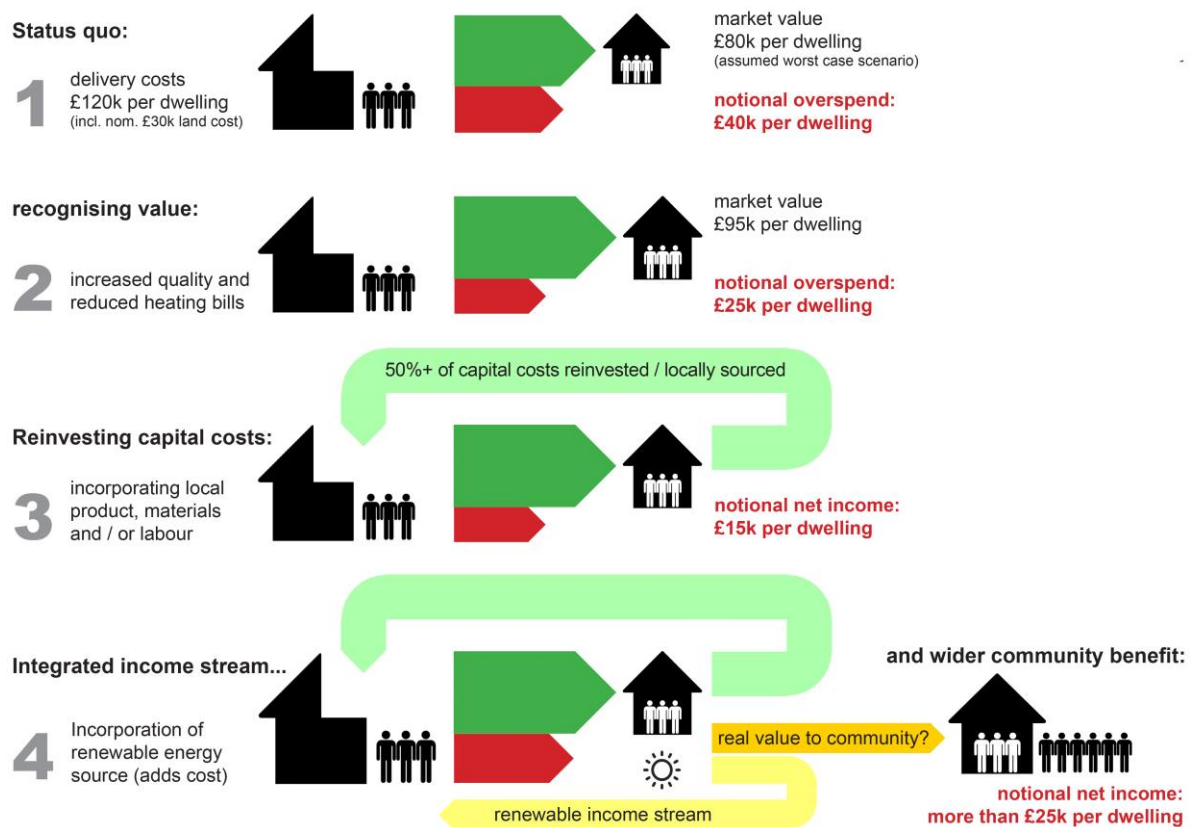 Status quo:
1
delivery costs
£120k per dwelling
(incl. nom. £30k land cost)
market value
£80k per dwelling
(assumed worst case scenario)
notional overspend:
£40k per dwelling
recognising value:
2
increased quality and
reduced heating bills
market value
£95k per dwelling
notional overspend:
£25k per dwelling
50%+ of capital costs reinvested / locally sourced
Reinvesting capital costs:
3
incorporating local
product, materials
and / or labour
notional net income:
£15k per dwelling
Integrated income stream...
4
Incorporation of
renewable energy
source (adds cost)
and wider community benefit:
real value to community?
renewable income stream
notional net income:
more than £25k per dwelling